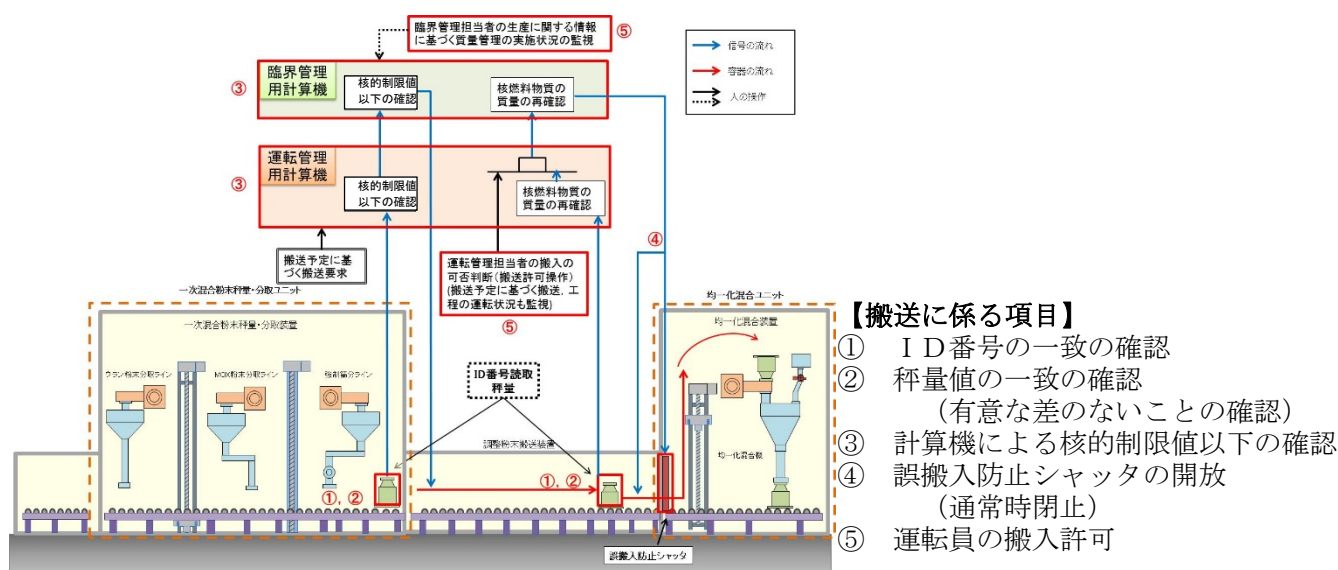 臨界管理担当者の生産に関する情報
に基づく質量管理の実施状況の監視
⑤
信号の流れ
容器の流れ
人の操作
臨界管理
用計算機
③
核的制限値
以下の確認
核燃料物質の
質量の再確認
運転管理
用計算機
③
核的制限値
以下の確認
核燃料物質の
質量の再確認
④
搬送予定に基
づく搬送要求
運転管理担当者の搬入の
可否判断(搬送許可操作)
(搬送予定に基づく搬送、工
程の運転状況も監視)
⑤
一次混合粉末秤量・分取ユニット
一次混合粉末秤量・分取装置
ウラン粉末分取ライン
MOX粉末分取ライン
ID番号読取
秤量
調整粉末搬送装置
①, ②
①, ②
均一化混合ユニット
均一化混合装置
均一化混合機
誤搬入防止シャッタ
【搬送に係る項目】
① ＩＤ番号の一致の確認
② 秤量値の一致の確認
（有意な差のないことの確認）
③ 計算機による核的制限値以下の確認
④ 誤搬入防止シャッタの開放
（通常時閉止）
⑤ 運転員の搬入許可